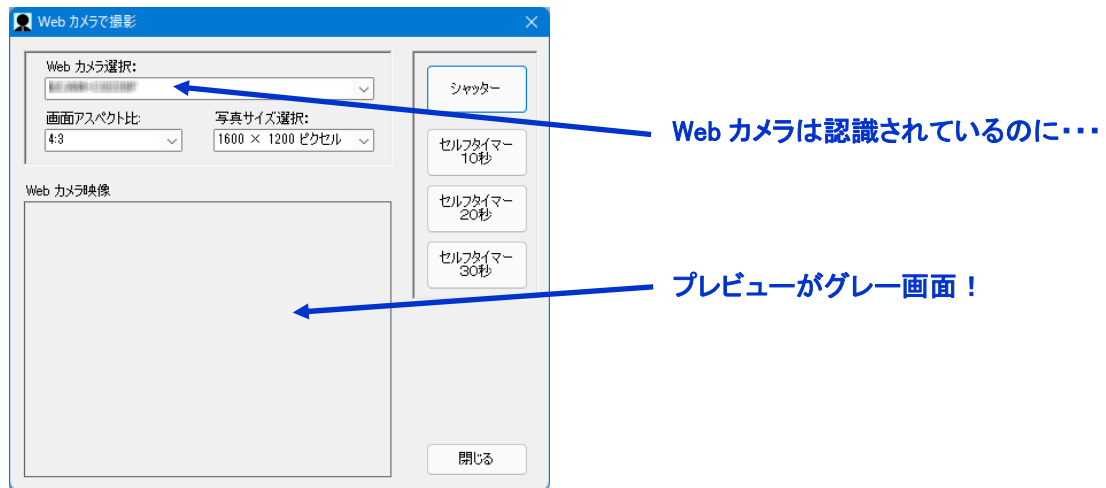 Web カメラで撮影
Web カメラ選択:
画面アスペクト比:
写真サイズ選択:
4:3
1600 × 1200 ピクセル
Web カメラ映像
シャッター
セルフタイマー
10秒
セルフタイマー
20秒
セルフタイマー
30秒
閉じる
Web カメラは認識されているのに・・・
プレビューがグレー画面！